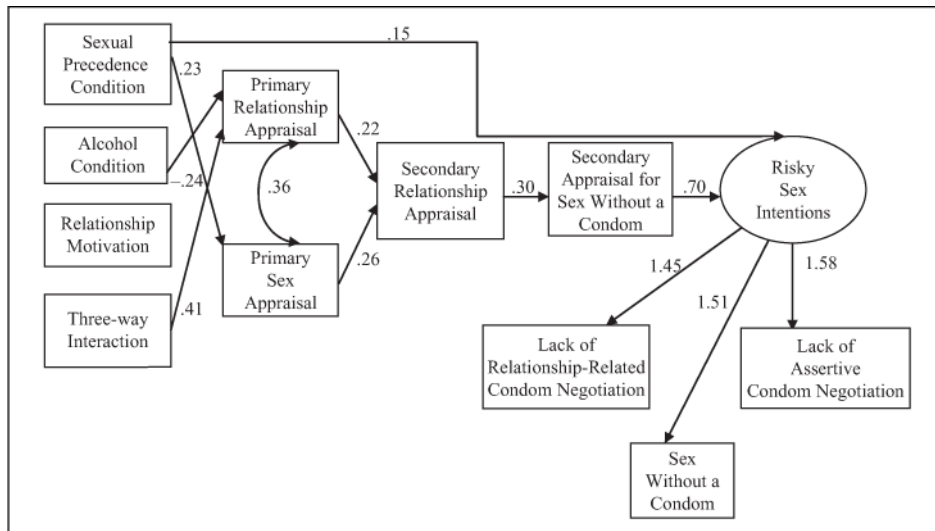 Sexual
Precedence
Condition
.15
.23
Primary
Relationship
Appraisal
Alcohol
Condition
–.24
.22
.36
Secondary
Relationship
Appraisal
.30
Secondary
Appraisal for
Sex Without a
Condom
.70
Risky
Sex
Intentions
Relationship
Motivation
Primary
Sex
Appraisal
.26
Three-way
Interaction
.41
1.45
1.51
1.58
Lack of
Relationship-Related
Condom Negotiation
Lack of
Assertive
Condom Negotiation
Sex
Without a
Condom